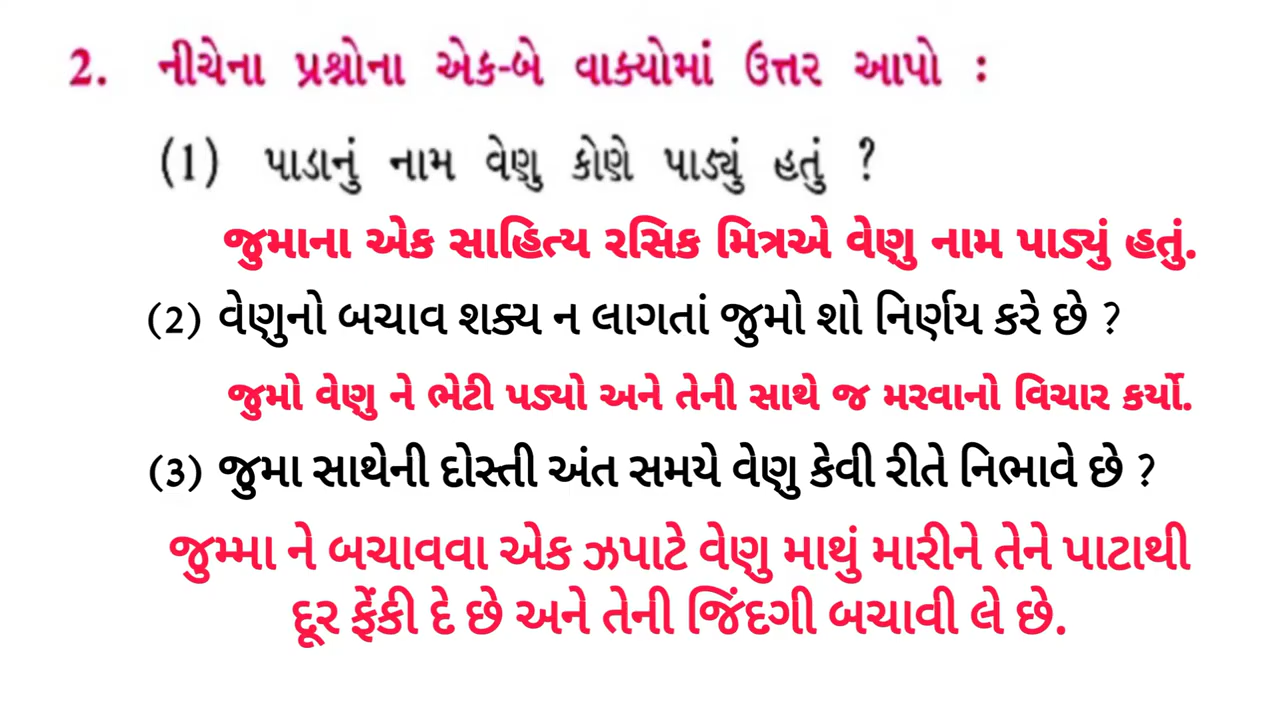 2. નીચેના પ્રશ્નોના એક-બે વાક્યોમાં ઉત્તર આપો :
(1) પાડાનું નામ વેણુ કોણે પાડ્યું હતું ?
જુમાના એક સાહિત્ય રસિક મિત્રએ વેણુ નામ પાડ્યું હતું.
(2) વેણુનો બચાવ શક્ય ન લાગતાં જુમો શો નિર્ણય કરે છે ?
જુમો વેણુ ને ભેટી પડ્યો અને તેની સાથે જ મરવાનો વિચાર કર્યો.
(3) જુમા સાથેની દોસ્તી અંત સમયે વેણુ કેવી રીતે નિભાવે છે ?
જુમ્મા ને બચાવવા એક ઝપાટે વેણુ માથું મારીને તેને પાટાથી
દૂર ફેંકી દે છે અને તેની જિંદગી બચાવી લે છે.